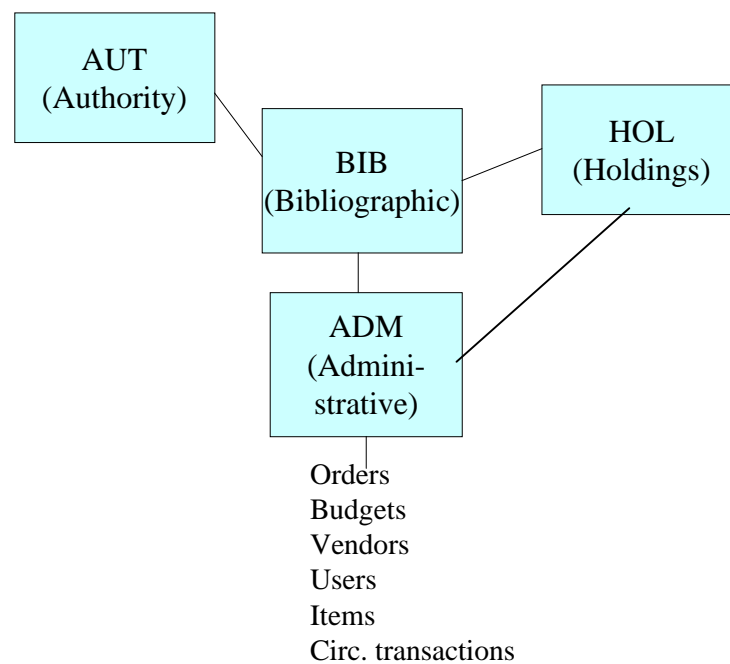 AUT
(Authority)
BIB
(Bibliographic)
HOL
(Holdings)
ADM
(Admini-
strative)
Orders
Budgets
Vendors
Users
Items
Circ. transactions